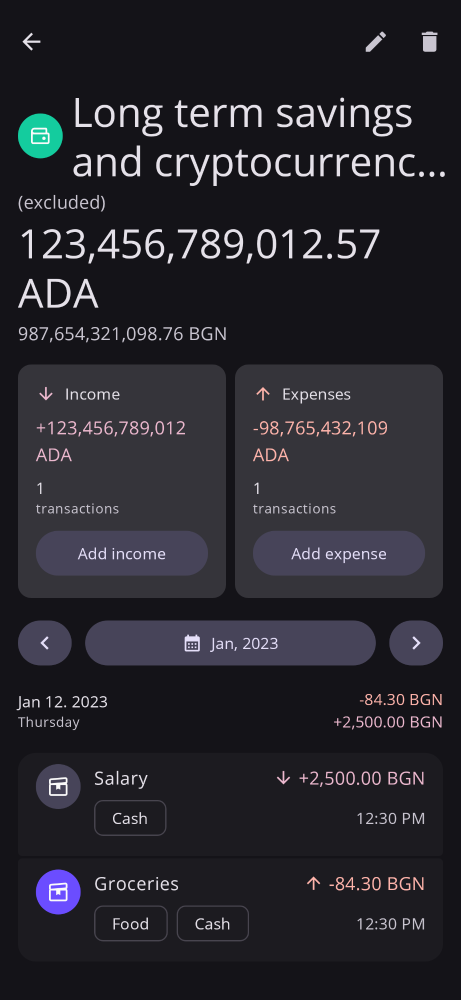 Long term savings
and cryptocurrenc...
(excluded)
123,456,789,012.57
ADA
987,654,321,098.76 BGN
Income
+123,456,789,012
ADA
1
transactions
Add income
Expenses
-98,765,432,109
ADA
1
transactions
Add expense
Jan, 2023
Jan 12. 2023
Thursday
-84.30 BGN
+2,500.00 BGN
Salary
+2,500.00 BGN
Cash
12:30 PM
Groceries
-84.30 BGN
Food
Cash
12:30 PM